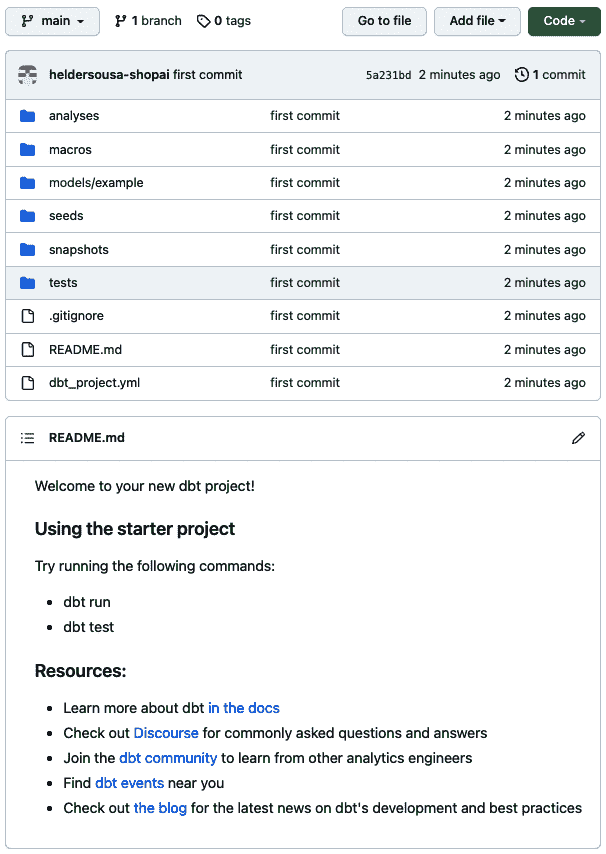 main 1 branch 0 tags Go to file Add file Code
heldersousa-shopai first commit 5a231bd 2 minutes ago 1 commit
analyses first commit 2 minutes ago
macros first commit 2 minutes ago
models/example first commit 2 minutes ago
seeds first commit 2 minutes ago
snapshots first commit 2 minutes ago
tests first commit 2 minutes ago
.gitignore first commit 2 minutes ago
README.md first commit 2 minutes ago
dbt_project.yml first commit 2 minutes ago
README.md
Welcome to your new dbt project!
Using the starter project
Try running the following commands:
• dbt run
• dbt test
Resources:
• Learn more about dbt in the docs
• Check out Discourse for commonly asked questions and answers
• Join the dbt community to learn from other analytics engineers
• Find dbt events near you
• Check out the blog for the latest news on dbt's development and best practices